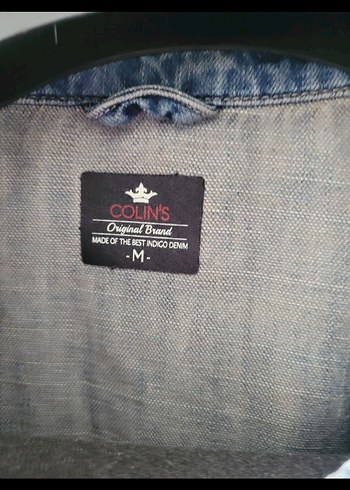 COLIN'S
Original Brand
MADE OF THE BEST INDIGO DENIM
- M -